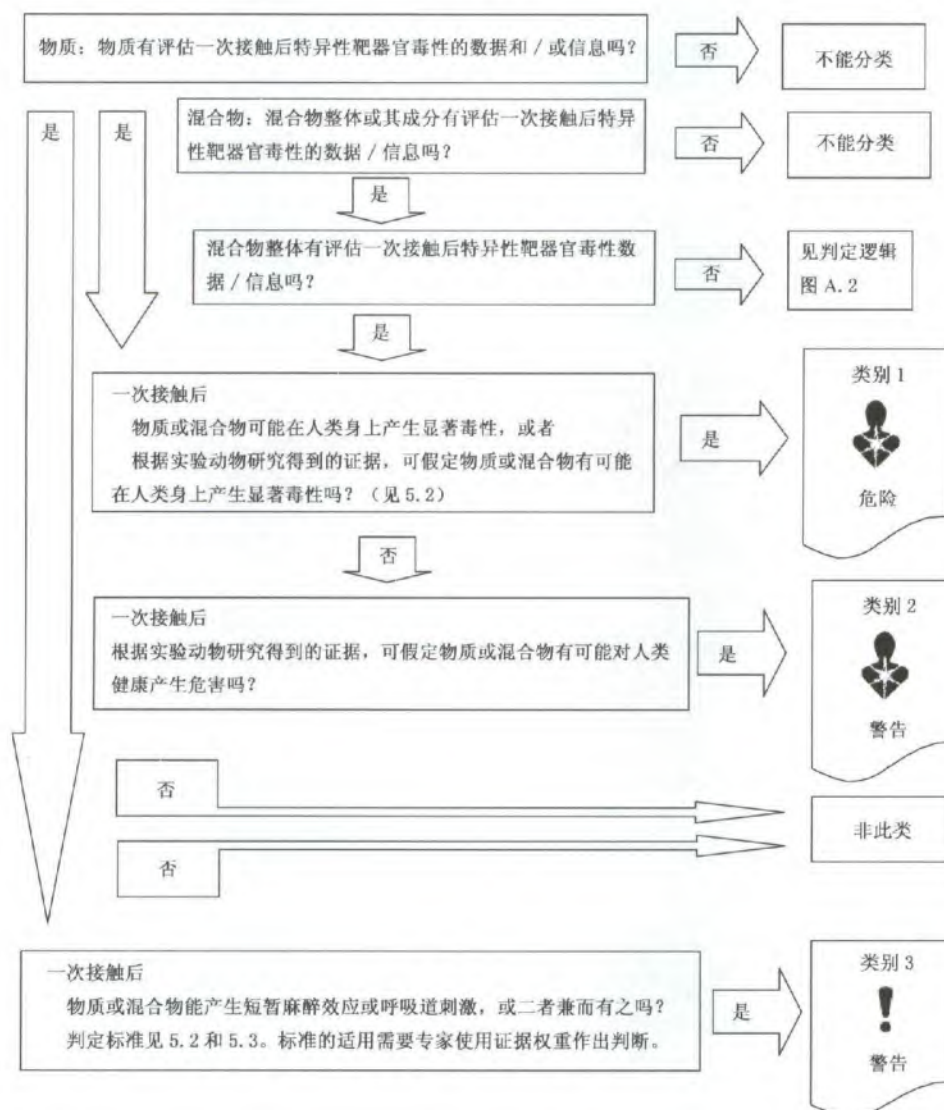 物质：物质有评估一次接触后特异性靶器官毒性的数据和／或信息吗？
否
不能分类
是
是
混合物：混合物整体或其成分有评估一次接触后特异
性靶器官毒性的数据／信息吗？
否
不能分类
是
混合物整体有评估一次接触后特异性靶器官毒性数
据／信息吗？
否
见判定逻辑
图 A.2
是
一次接触后
物质或混合物可能在人类身上产生显著毒性，或者
根据实验动物研究得到的证据，可假定物质或混合物有可能
在人类身上产生显著毒性吗？（见 5.2）
是
类别 1
危险
否
一次接触后
根据实验动物研究得到的证据，可假定物质或混合物有可能对人类
健康产生危害吗？
是
类别 2
警告
否
非此类
否
一次接触后
物质或混合物能产生短暂麻醉效应或呼吸道刺激，或二者兼而有之吗？
判定标准见 5.2 和 5.3。标准的适用需要专家使用证据权重作出判断。
是
类别 3
!
警告